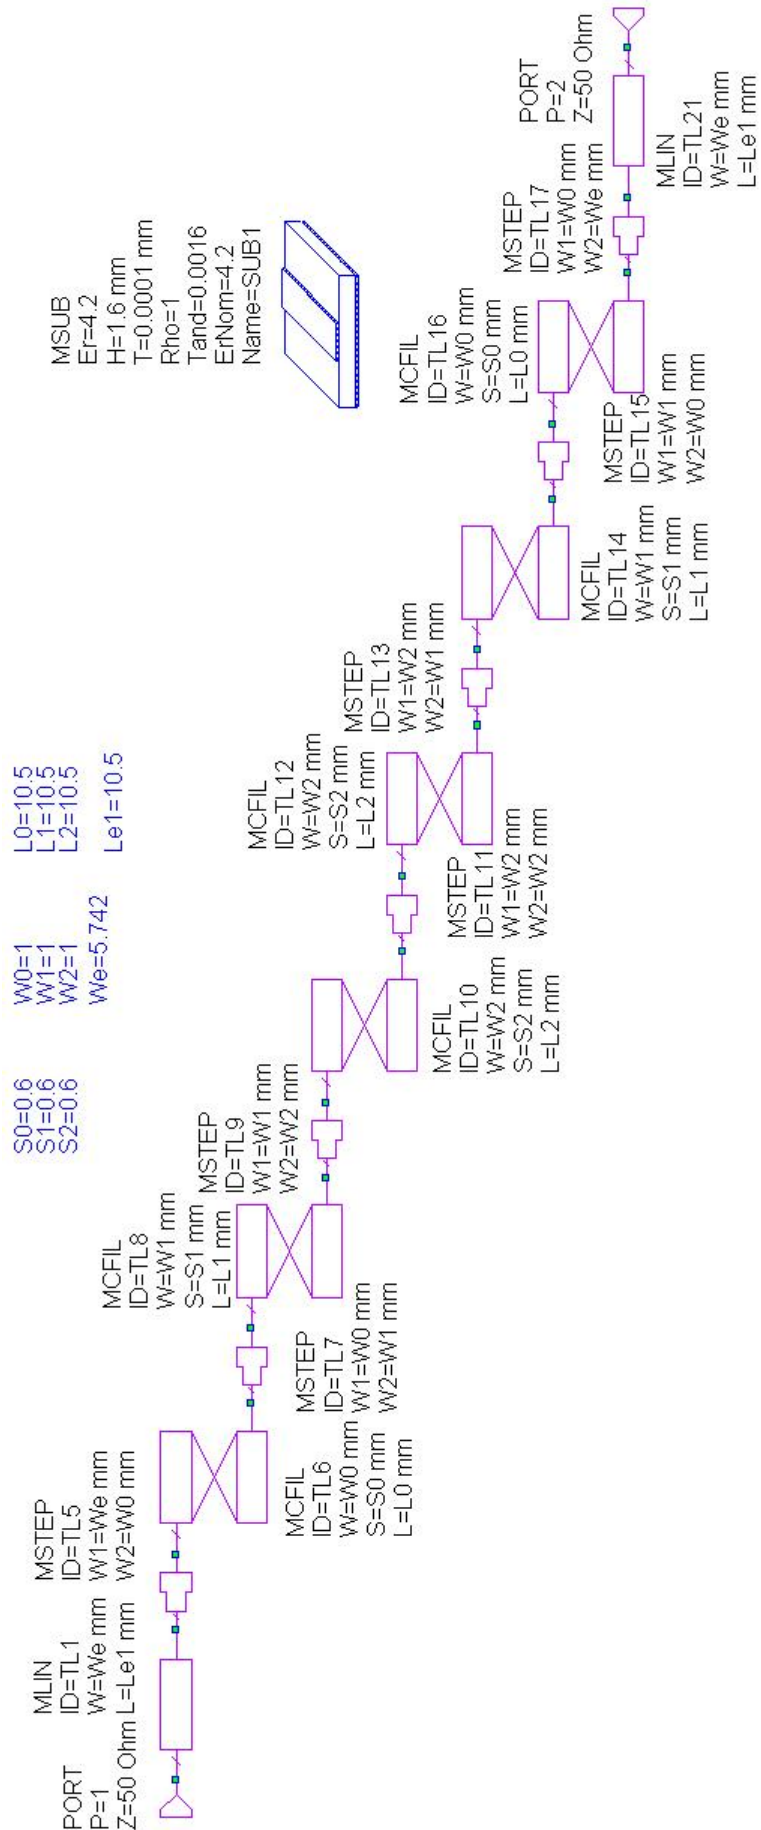 S0=0.6
S1=0.6
S2=0.6
W0=1
W1=1
W2=1
We=5.742
L0=10.5
L1=10.5
L2=10.5
Le1=10.5
MSUB
Er=4.2
H=1.6 mm
T=0.0001 mm
Rho=1
Tand=0.0016
ErNom=4.2
Name=SUB1
PORT
P=1
Z=50 Ohm
MLIN
ID=TL1
W=We mm
L=Le1 mm
MSTEP
ID=TL5
W1=We mm
W2=W0 mm
MCFIL
ID=TL6
W=W0 mm
S=S0 mm
L=L0 mm
MSTEP
ID=TL7
W1=W0 mm
W2=W1 mm
MCFIL
ID=TL8
W=W1 mm
S=S1 mm
L=L1 mm
MSTEP
ID=TL9
W1=W1 mm
W2=W2 mm
MCFIL
ID=TL10
W=W2 mm
S=S2 mm
L=L2 mm
MSTEP
ID=TL11
W1=W2 mm
W2=W2 mm
MCFIL
ID=TL12
W=W2 mm
S=S2 mm
L=L2 mm
MSTEP
ID=TL13
W1=W2 mm
W2=W1 mm
MCFIL
ID=TL14
W=W1 mm
S=S1 mm
L=L1 mm
MSTEP
ID=TL15
W1=W1 mm
W2=W0 mm
MCFIL
ID=TL16
W=W0 mm
S=S0 mm
L=L0 mm
MSTEP
ID=TL17
W1=W0 mm
W2=We mm
MLIN
ID=TL21
W=We mm
L=Le1 mm
PORT
P=2
Z=50 Ohm